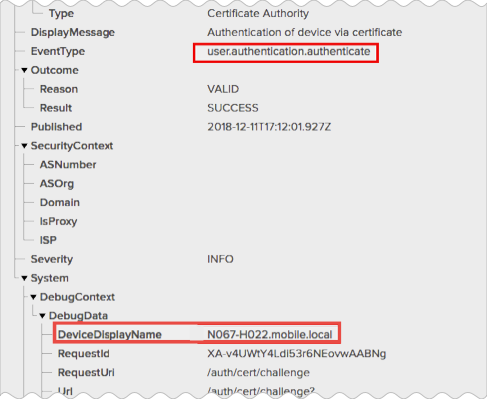 Type Certificate Authority
DisplayMessage Authentication of device via certificate
EventType user.authentication.authenticate
Outcome
Reason VALID
Result SUCCESS
Published 2018-12-11T17:12:01.927Z
SecurityContext
ASNumber
ASOrg
Domain
IsProxy
ISP
Severity INFO
System
DebugContext
DebugData
DeviceDisplayName N067-H022.mobile.local
RequestId XA-v4UWtY4Ldl53r6NEovwAABNg
RequestUri /auth/cert/challenge
Url /auth/cert/challenge?